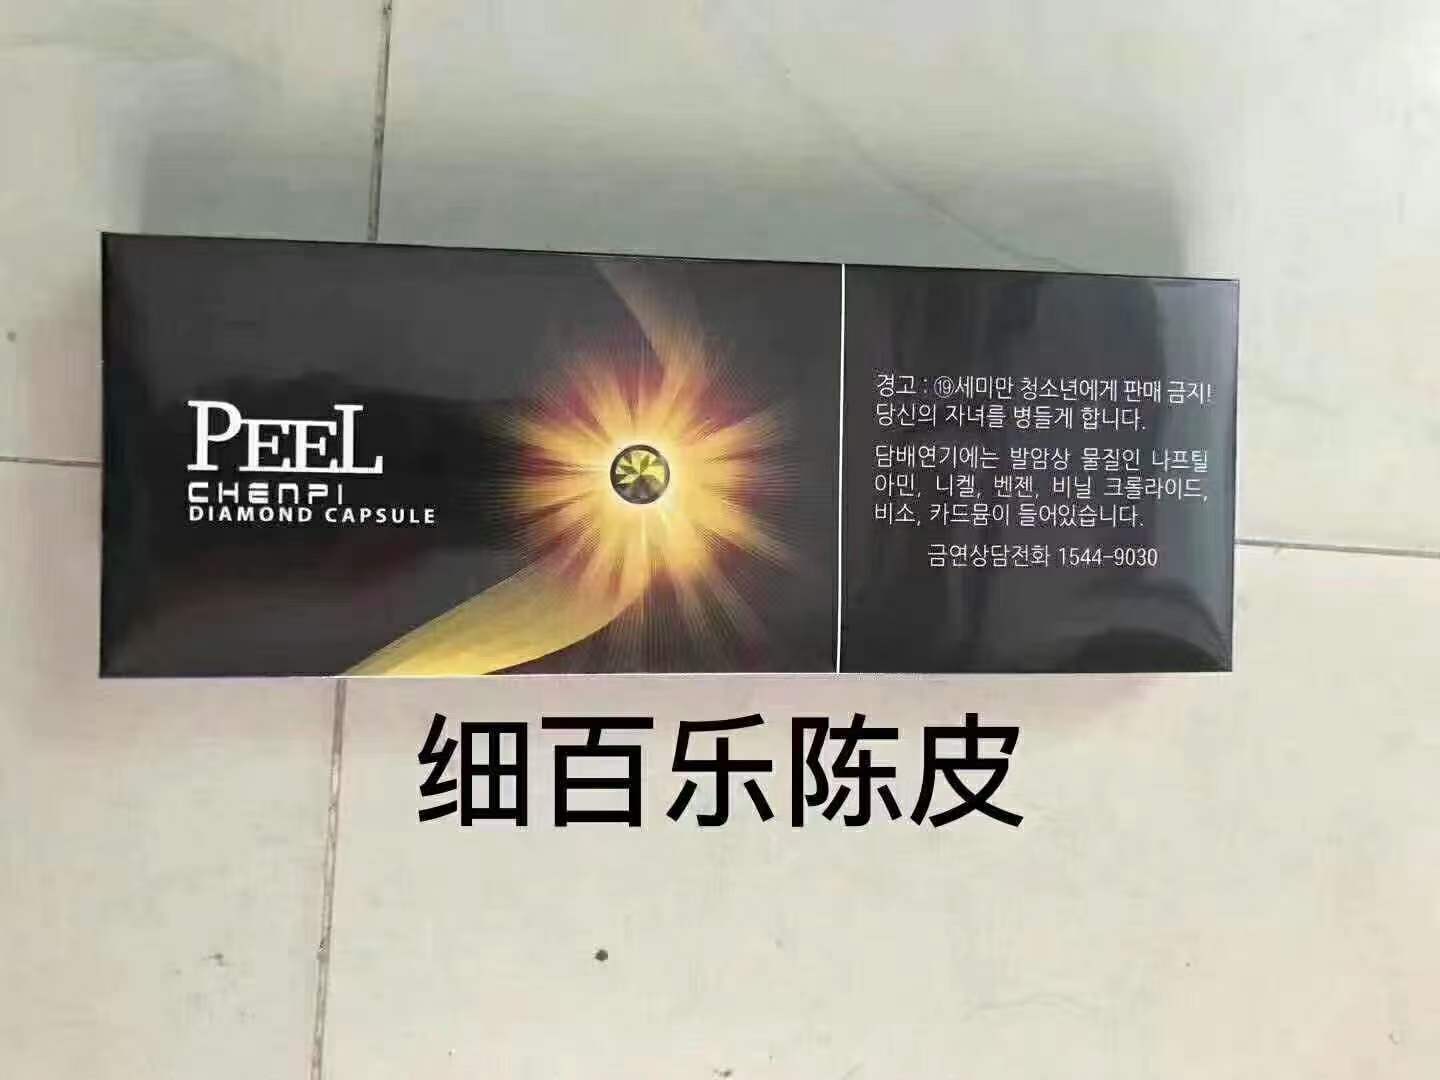 PEEL
CHENPI
DIAMOND CAPSULE
경고 : ⑲세미만 청소년에게 판매 금지!
당신의 자녀를 병들게 합니다.
담배연기에는 발암상 물질인 나프틸
아민, 니켈, 벤젠, 비닐 크롤라이드,
비소, 카드뮴이 들어있습니다.
금연상담전화 1544-9030
细百乐陈皮